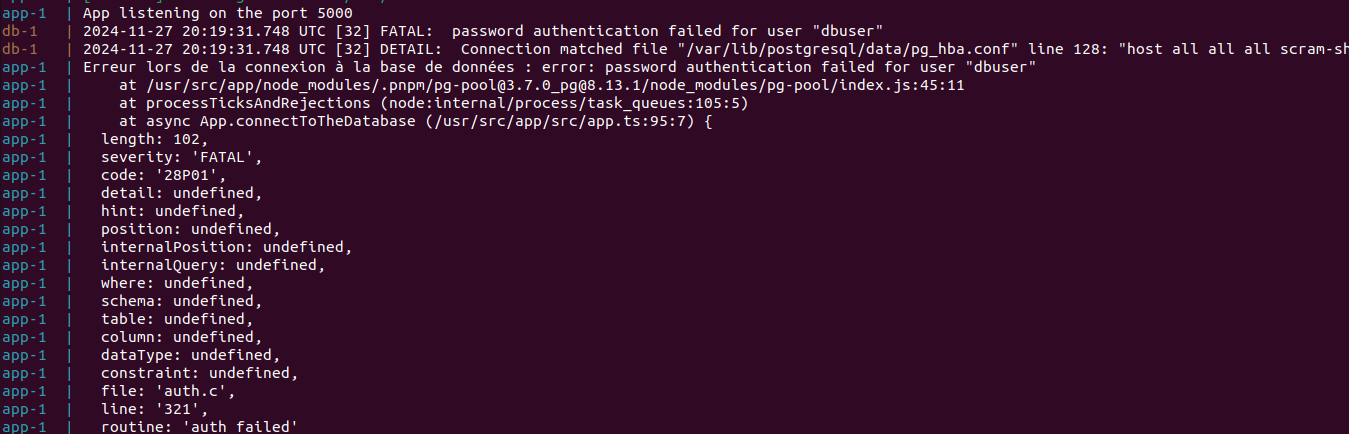 app-1  | App listening on the port 5000
db-1   | 2024-11-27 20:19:31.748 UTC [32] FATAL:  password authentication failed for user "dbuser"
db-1   | 2024-11-27 20:19:31.748 UTC [32] DETAIL:  Connection matched file "/var/lib/postgresql/data/pg_hba.conf" line 128: "host all all all scram-sh
app-1  | Erreur lors de la connexion à la base de données : error: password authentication failed for user "dbuser"
app-1  |     at /usr/src/app/node_modules/.pnpm/pg-pool@3.7.0_pg@8.13.1/node_modules/pg-pool/index.js:45:11
app-1  |     at processTicksAndRejections (node:internal/process/task_queues:105:5)
app-1  |     at async App.connectToTheDatabase (/usr/src/app/src/app.ts:95:7) {
app-1  |   length: 102,
app-1  |   severity: 'FATAL',
app-1  |   code: '28P01',
app-1  |   detail: undefined,
app-1  |   hint: undefined,
app-1  |   position: undefined,
app-1  |   internalPosition: undefined,
app-1  |   internalQuery: undefined,
app-1  |   where: undefined,
app-1  |   schema: undefined,
app-1  |   table: undefined,
app-1  |   column: undefined,
app-1  |   dataType: undefined,
app-1  |   constraint: undefined,
app-1  |   file: 'auth.c',
app-1  |   line: '321',
app-1  |   routine: 'auth_failed'